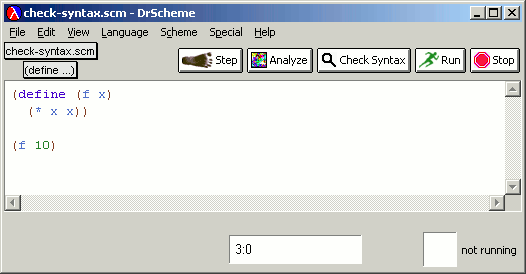 check-syntax.scm - DrScheme
File Edit View Language Scheme Special Help
check-syntax.scm
(define ...)
Step Analyze Check Syntax Run Stop
(define (f x)
(* x x))
(f 10)
3:0
not running